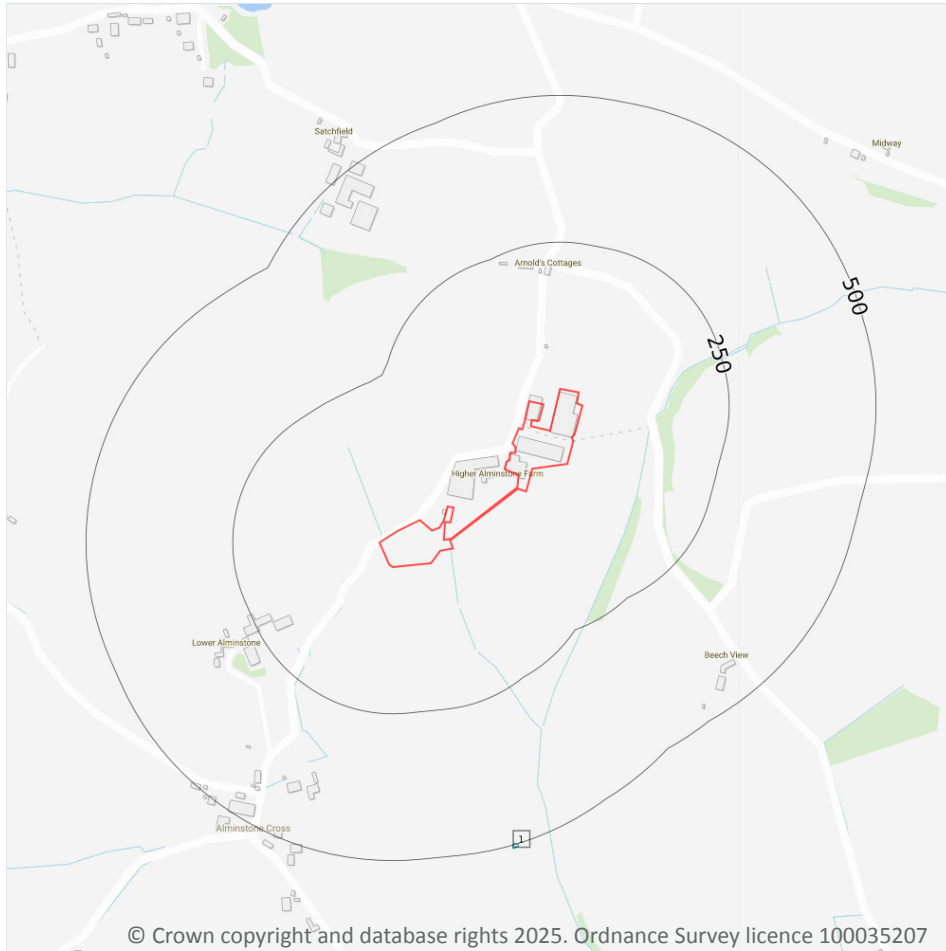 Satchfield
Midway
Arnold's Cottages
500
250
Higher Alminstone Farm
Lower Alminstone
Beech View
Alminstone Cross
1
© Crown copyright and database rights 2025. Ordnance Survey licence 100035207